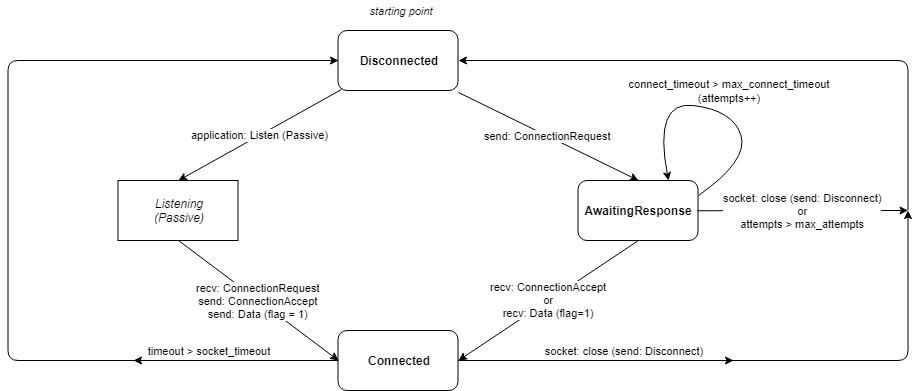 starting point
Disconnected
connect_timeout > max_connect_timeout
(attempts++)
application: Listen (Passive)
send: ConnectionRequest
Listening
(Passive)
AwaitingResponse
socket: close (send: Disconnect)
or
attempts > max_attempts
recv: ConnectionRequest
send: ConnectionAccept
send: Data (flag = 1)
recv: ConnectionAccept
or
recv: Data (flag=1)
timeout > socket_timeout
Connected
socket: close (send: Disconnect)